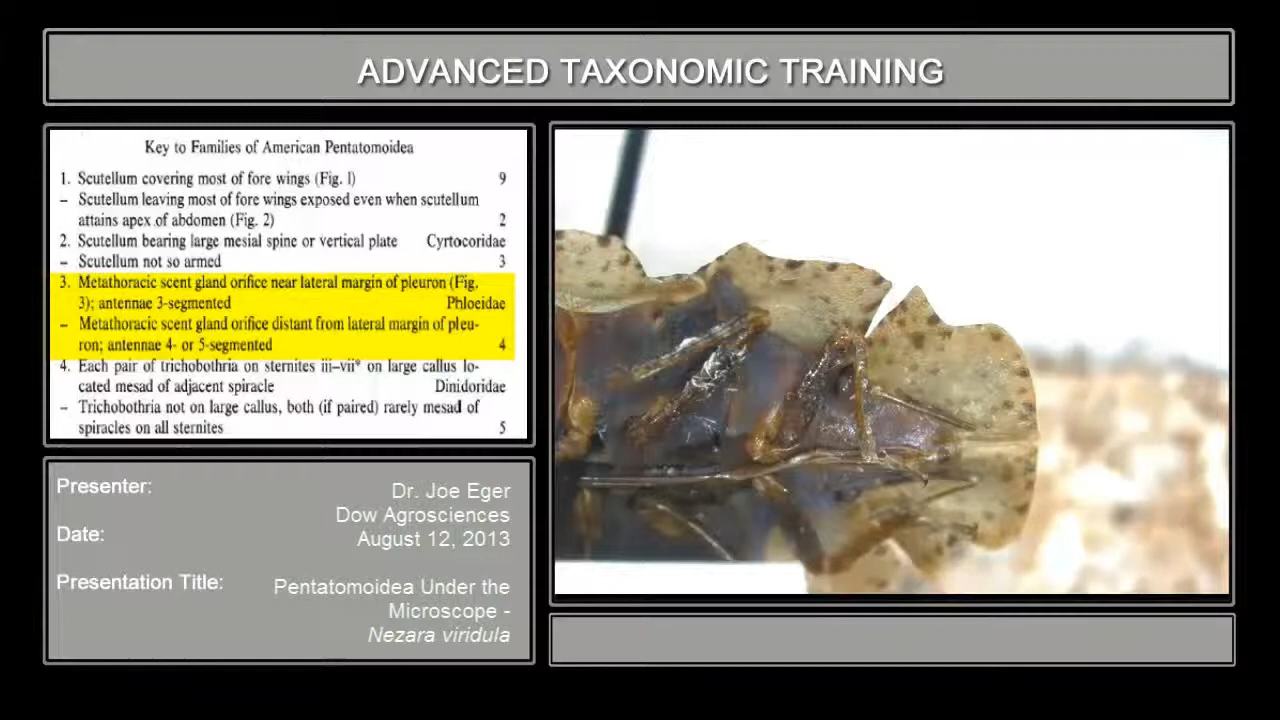 ADVANCED TAXONOMIC TRAINING
Key to Families of American Pentatomoidea
1. Scutellum covering most of fore wings (Fig. 1) 9
– Scutellum leaving most of fore wings exposed even when scutellum
attains apex of abdomen (Fig. 2) 2
2. Scutellum bearing large mesial spine or vertical plate Cyrtocoridae
– Scutellum not so armed 3
3. Metathoracic scent gland orifice near lateral margin of pleuron (Fig.
3); antennae 3-segmented Phloeidae
– Metathoracic scent gland orifice distant from lateral margin of pleu-
ron; antennae 4- or 5-segmented 4
4. Each pair of trichobothria on sternites iii–vii* on large callus lo-
cated mesad of adjacent spiracle Dinidoridae
– Trichobothria not on large callus, both (if paired) rarely mesad of
spiracles on all sternites 5
Presenter: Dr. Joe Eger
Dow Agrosciences
Date: August 12, 2013
Presentation Title: Pentatomoidea Under the
Microscope -
Nezara viridula